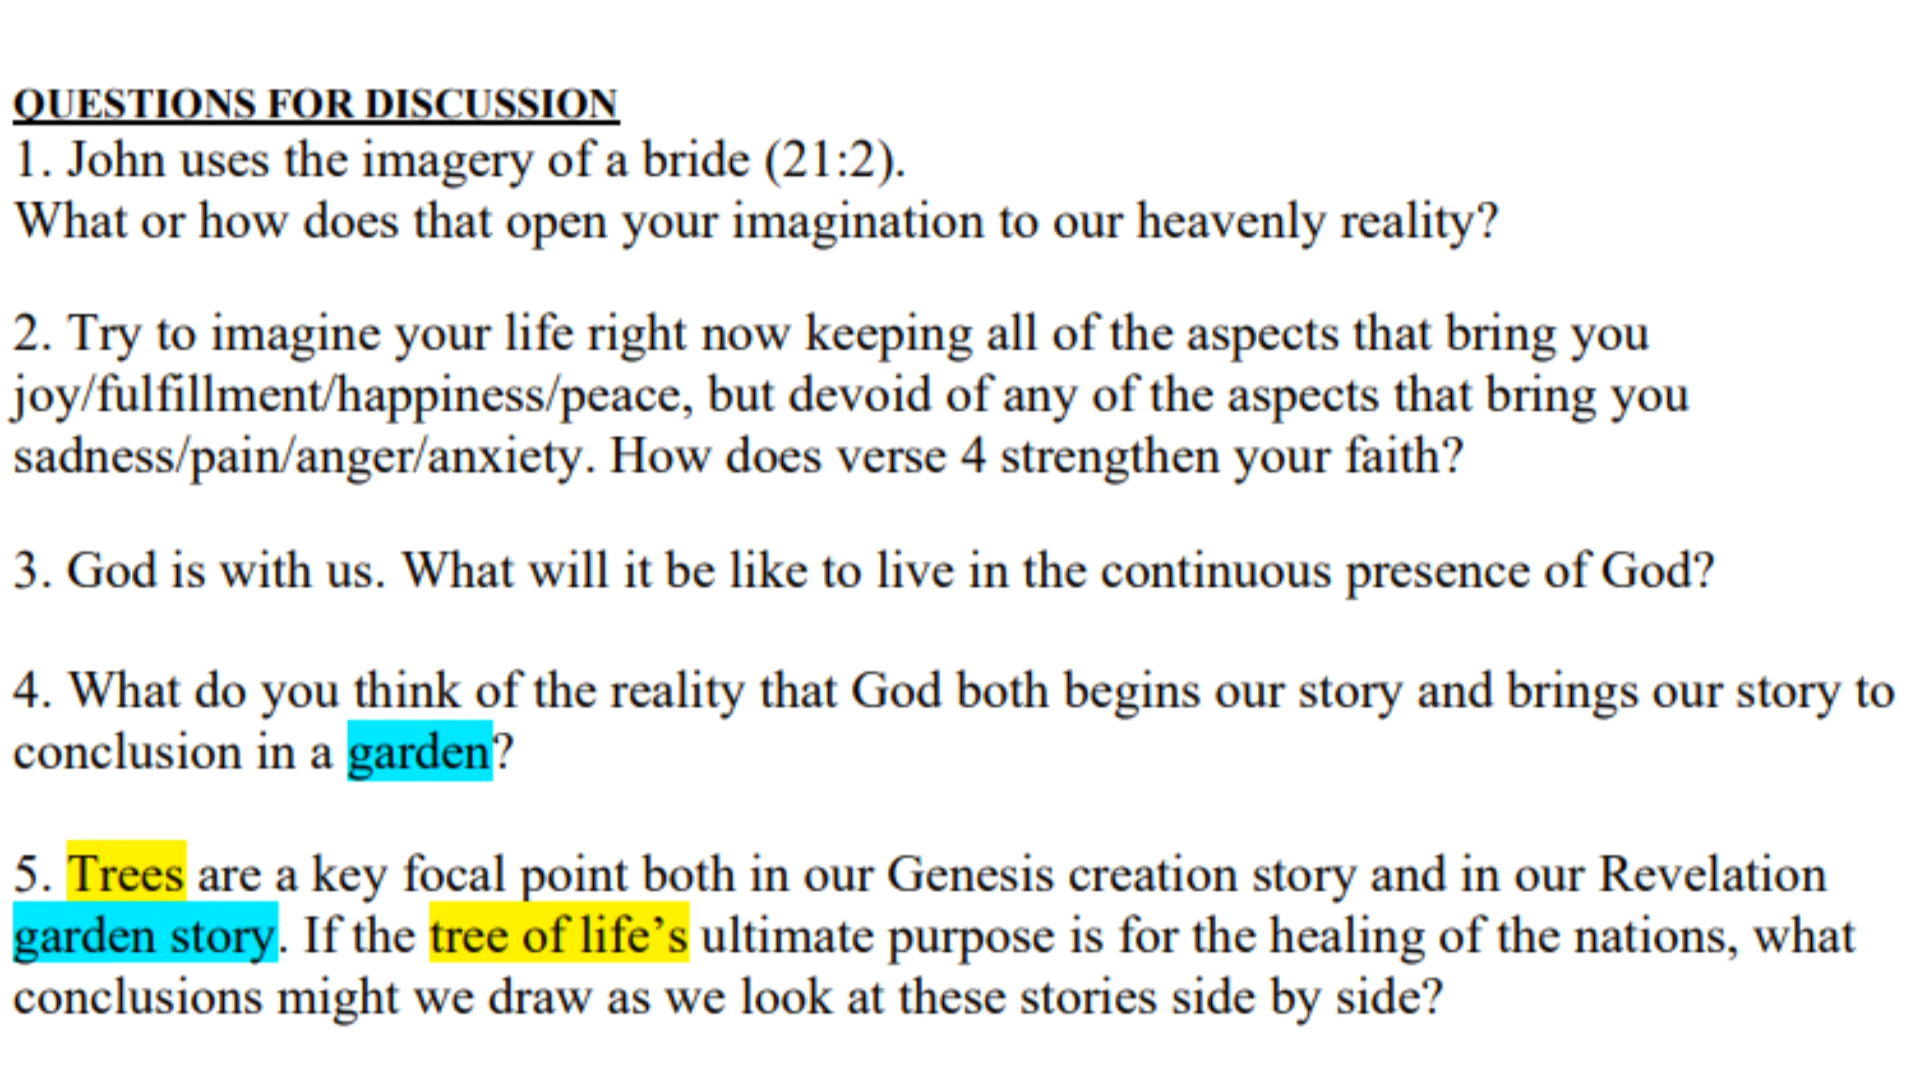 QUESTIONS FOR DISCUSSION
1. John uses the imagery of a bride (21:2).
What or how does that open your imagination to our heavenly reality?
2. Try to imagine your life right now keeping all of the aspects that bring you
joy/fulfillment/happiness/peace, but devoid of any of the aspects that bring you
sadness/pain/anger/anxiety. How does verse 4 strengthen your faith?
3. God is with us. What will it be like to live in the continuous presence of God?
4. What do you think of the reality that God both begins our story and brings our story to
conclusion in a garden?
5. Trees are a key focal point both in our Genesis creation story and in our Revelation
garden story. If the tree of life’s ultimate purpose is for the healing of the nations, what
conclusions might we draw as we look at these stories side by side?